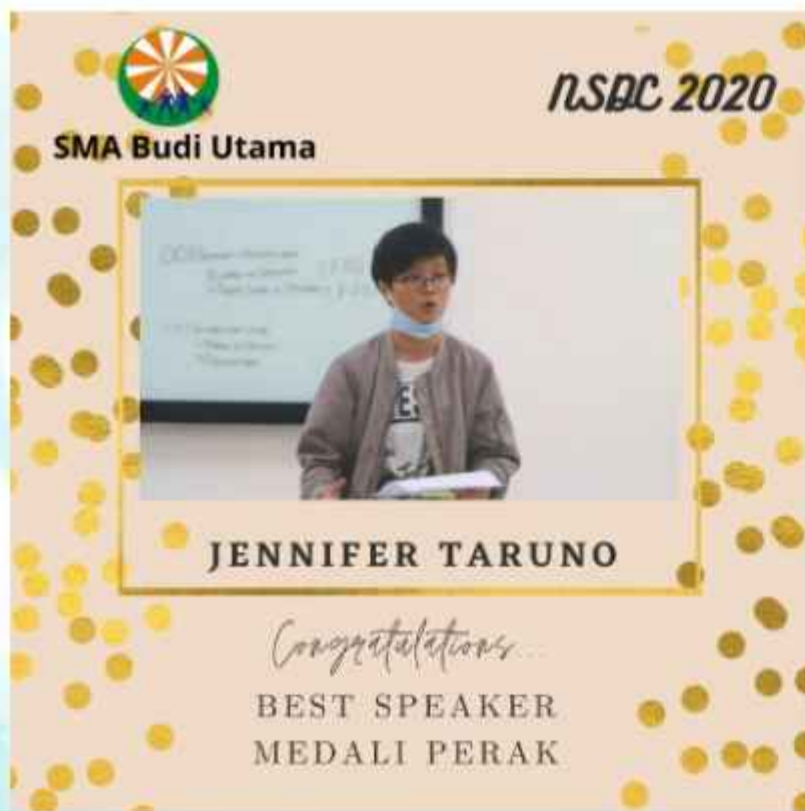 NSDC 2020
SMA Budi Utama
JENNIFER TARUNO
Congratulations...
BEST SPEAKER
MEDALI PERAK